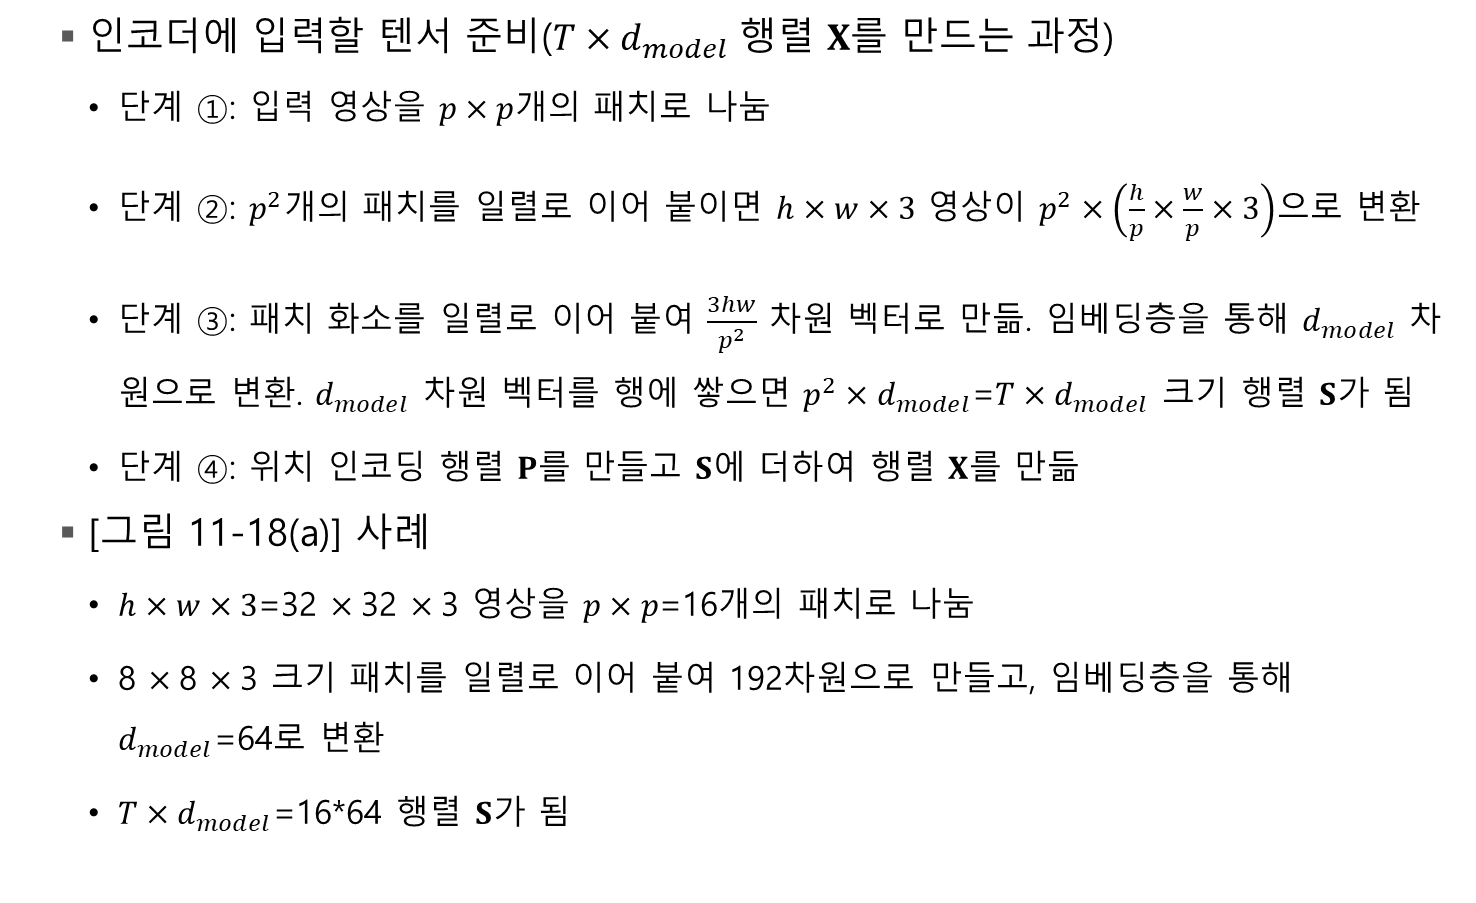 ▪ 인코더에 입력할 텐서 준비(T × d_model 행렬 X를 만드는 과정)
• 단계 ①: 입력 영상을 p × p개의 패치로 나눔
• 단계 ②: p²개의 패치를 일렬로 이어 붙이면 h × w × 3 영상이 p² × (h/p × w/p × 3)으로 변환
• 단계 ③: 패치 화소를 일렬로 이어 붙여 3hw/p² 차원 벡터로 만듦. 임베딩층을 통해 d_model 차
원으로 변환. d_model 차원 벡터를 행에 쌓으면 p² × d_model=T × d_model 크기 행렬 S가 됨
• 단계 ④: 위치 인코딩 행렬 P를 만들고 S에 더하여 행렬 X를 만듦
▪ [그림 11-18(a)] 사례
• h × w × 3=32 × 32 × 3 영상을 p × p=16개의 패치로 나눔
• 8 × 8 × 3 크기 패치를 일렬로 이어 붙여 192차원으로 만들고, 임베딩층을 통해
d_model=64로 변환
• T × d_model=16*64 행렬 S가 됨